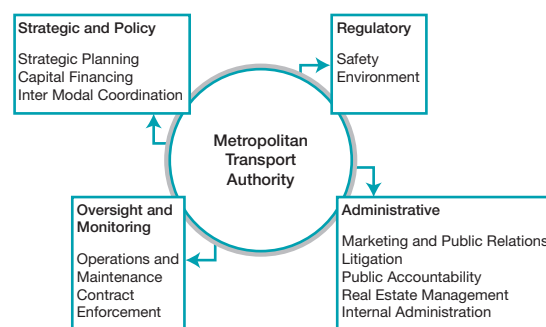 Strategic and Policy
Strategic Planning
Capital Financing
Inter Modal Coordination
Regulatory
Safety
Environment
Metropolitan
Transport
Authority
Oversight and
Monitoring
Operations and
Maintenance
Contract
Enforcement
Administrative
Marketing and Public Relations
Litigation
Public Accountability
Real Estate Management
Internal Administration